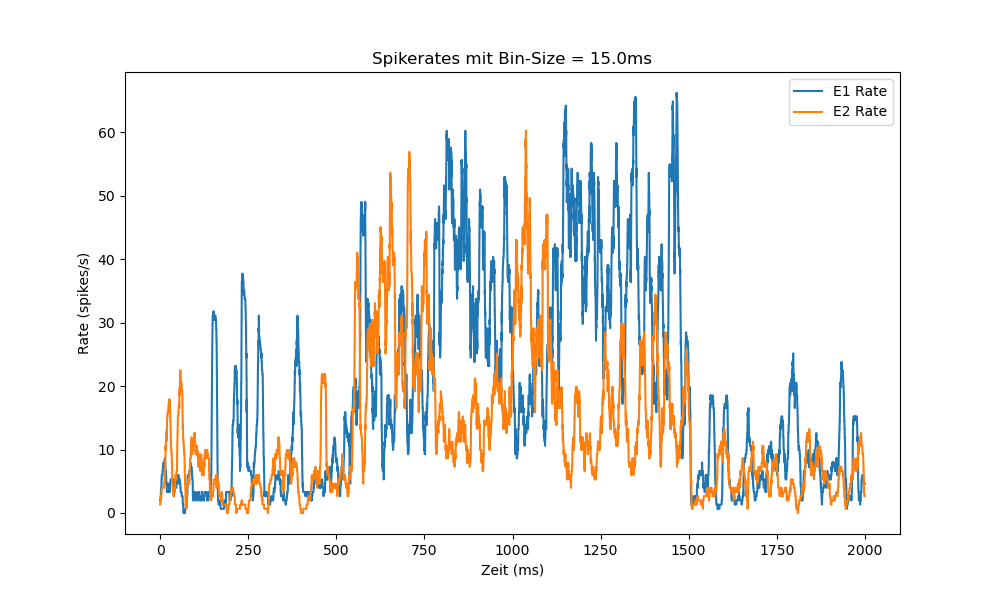 Spikerates mit Bin-Size = 15.0ms
E1 Rate
E2 Rate
60
50
40
30
20
10
0
Rate (spikes/s)
0 250 500 750 1000 1250 1500 1750 2000
Zeit (ms)